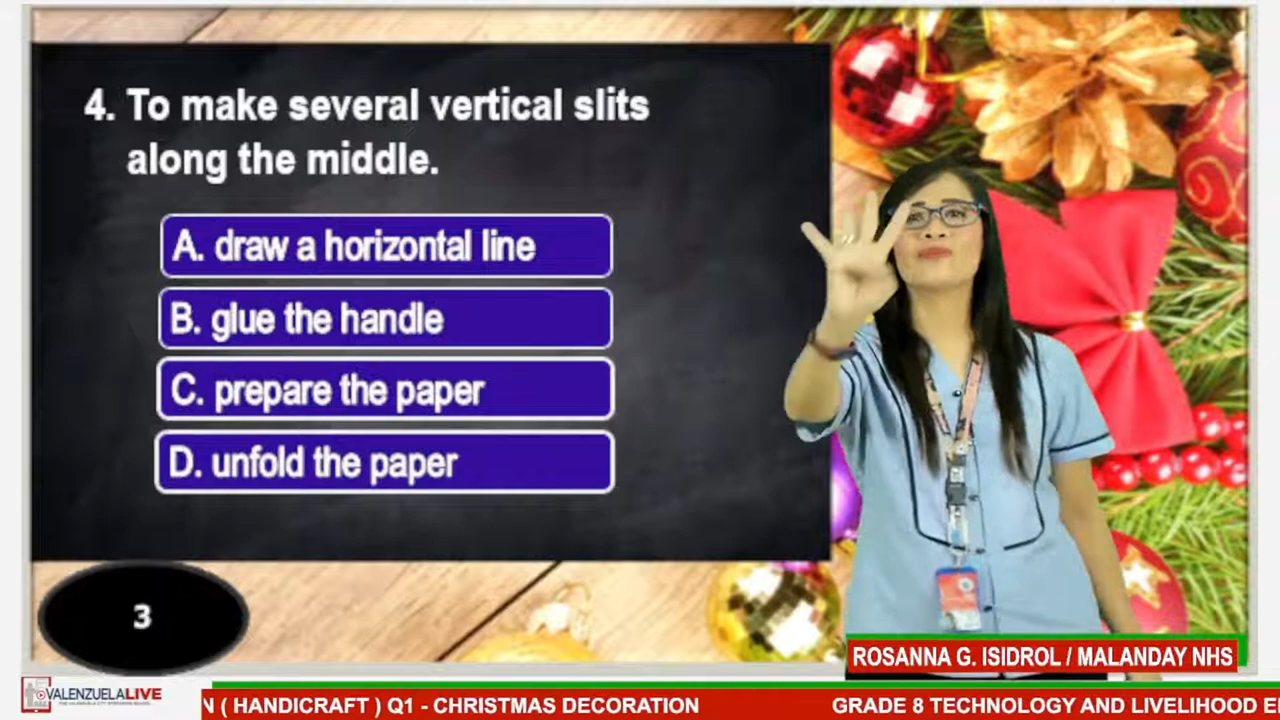 4. To make several vertical slits
along the middle.
A. draw a horizontal line
B. glue the handle
C. prepare the paper
D. unfold the paper
3
ROSANNA G. ISIDROL / MALANDAY NHS
VALENZUELALIVE
N ( HANDICRAFT ) Q1 - CHRISTMAS DECORATION GRADE 8 TECHNOLOGY AND LIVELIHOOD E